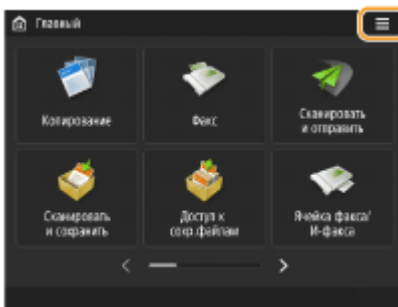 Главный
Копирование
Факс
Сканировать
и отправить
Сканировать
и сохранить
Доступ к
сохр.файлам
Ячейка факса/
И-факса